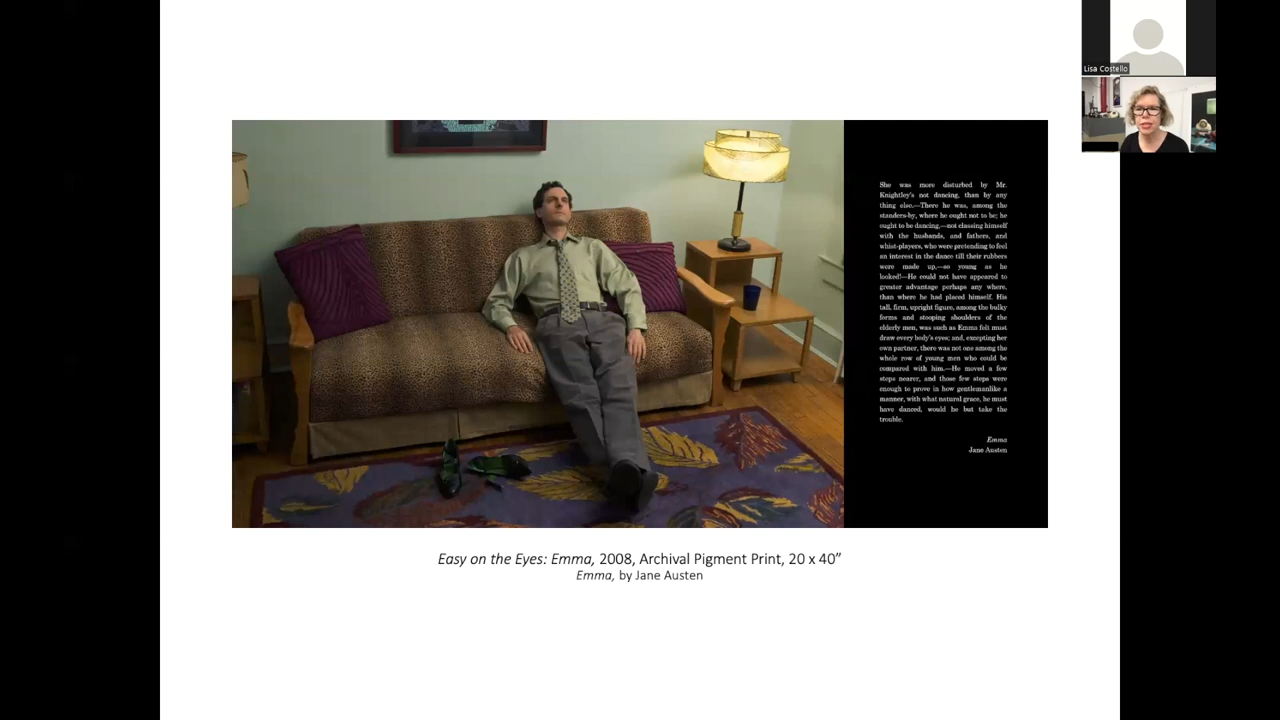 Lisa Costello
She was more disturbed by Mr.
Knightley's not dancing, than by any
thing else.—There he was, among the
standers-by, where he ought not to be; he
ought to be dancing,—not classing himself
with the husbands, and fathers, and
whist-players, who were pretending to feel
an interest in the dance till their rubbers
were made up,—so young as he
looked!—He could not have appeared to
greater advantage perhaps any where,
than where he had placed himself. His
tall, firm, upright figure, among the bulky
forms and stooping shoulders of the
elderly men, was such as Emma felt must
draw every body's eyes; and, excepting her
own partner, there was not one among the
whole row of young men who could be
compared with him.—He moved a few
steps nearer, and those few steps were
enough to prove in how gentlemanlike a
manner, with what natural grace, he must
have danced, would he but take the
trouble.
Emma
Jane Austen
Easy on the Eyes: Emma, 2008, Archival Pigment Print, 20 x 40”
Emma, by Jane Austen